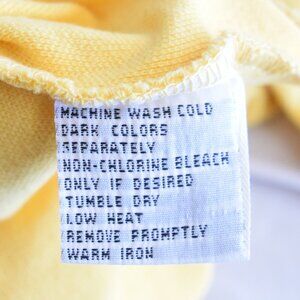 MACHINE WASH COLD
DARK COLORS
SEPARATELY
NON-CHLORINE BLEACH
ONLY IF DESIRED
TUMBLE DRY
LOW HEAT
REMOVE PROMPTLY
WARM IRON